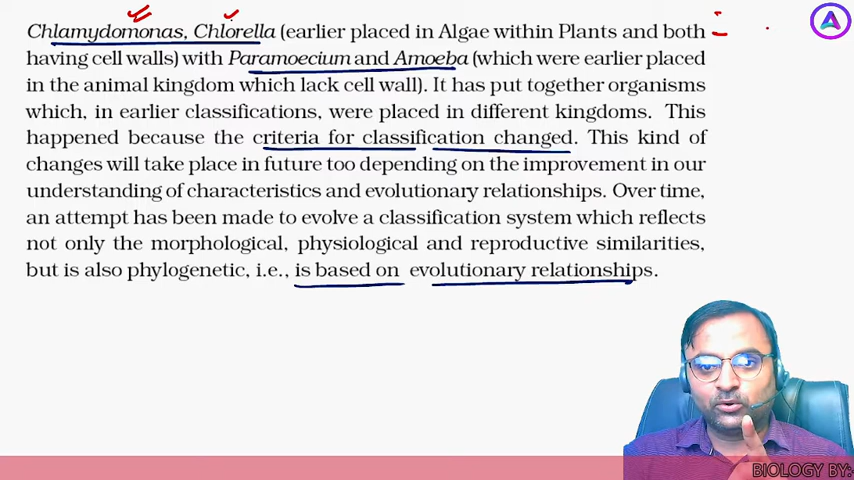 Chlamydomonas, Chlorella (earlier placed in Algae within Plants and both
having cell walls) with Paramoecium and Amoeba (which were earlier placed
in the animal kingdom which lack cell wall). It has put together organisms
which, in earlier classifications, were placed in different kingdoms. This
happened because the criteria for classification changed. This kind of
changes will take place in future too depending on the improvement in our
understanding of characteristics and evolutionary relationships. Over time,
an attempt has been made to evolve a classification system which reflects
not only the morphological, physiological and reproductive similarities,
but is also phylogenetic, i.e., is based on evolutionary relationships.
BIOLOGY BY: